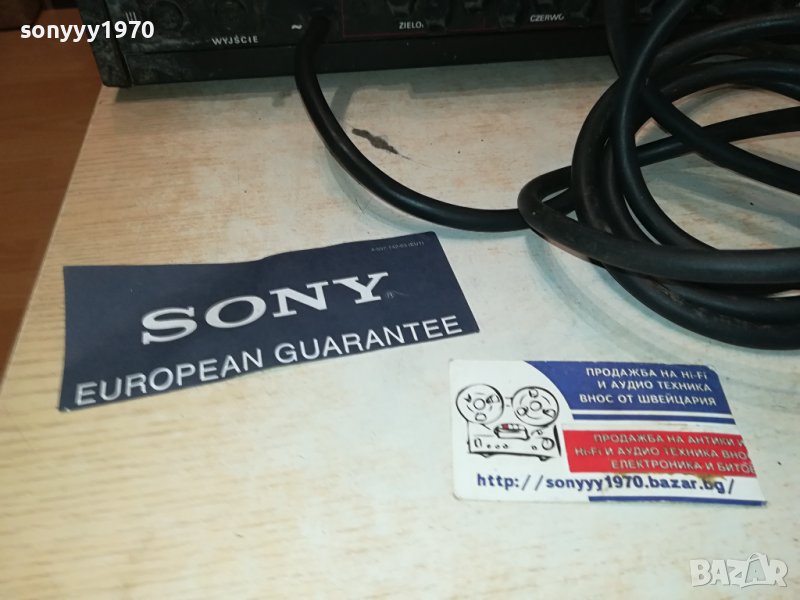 sonyyy1970
WYJŚCIE ~
CZERWO
SONY
EUROPEAN GUARANTEE
ПРОДАЖБА НА Hi-Fi
И АУДИО ТЕХНИКА
ВНОС ОТ ШВЕЙЦАРИЯ
ПРОДАЖБА НА АНТИКИ И
Hi-Fi И АУДИО ТЕХНИКА ВНОС
ЕЛЕКТРОНИКА И БИТОВ
http://sonyyy1970.bazar.bg/
BAZAR